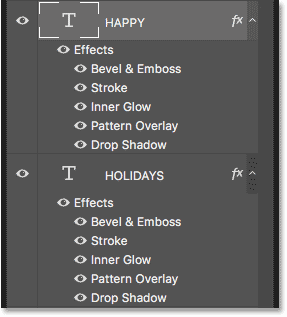 T HAPPY fx
Effects
Bevel & Emboss
Stroke
Inner Glow
Pattern Overlay
Drop Shadow
T HOLIDAYS fx
Effects
Bevel & Emboss
Stroke
Inner Glow
Pattern Overlay
Drop Shadow